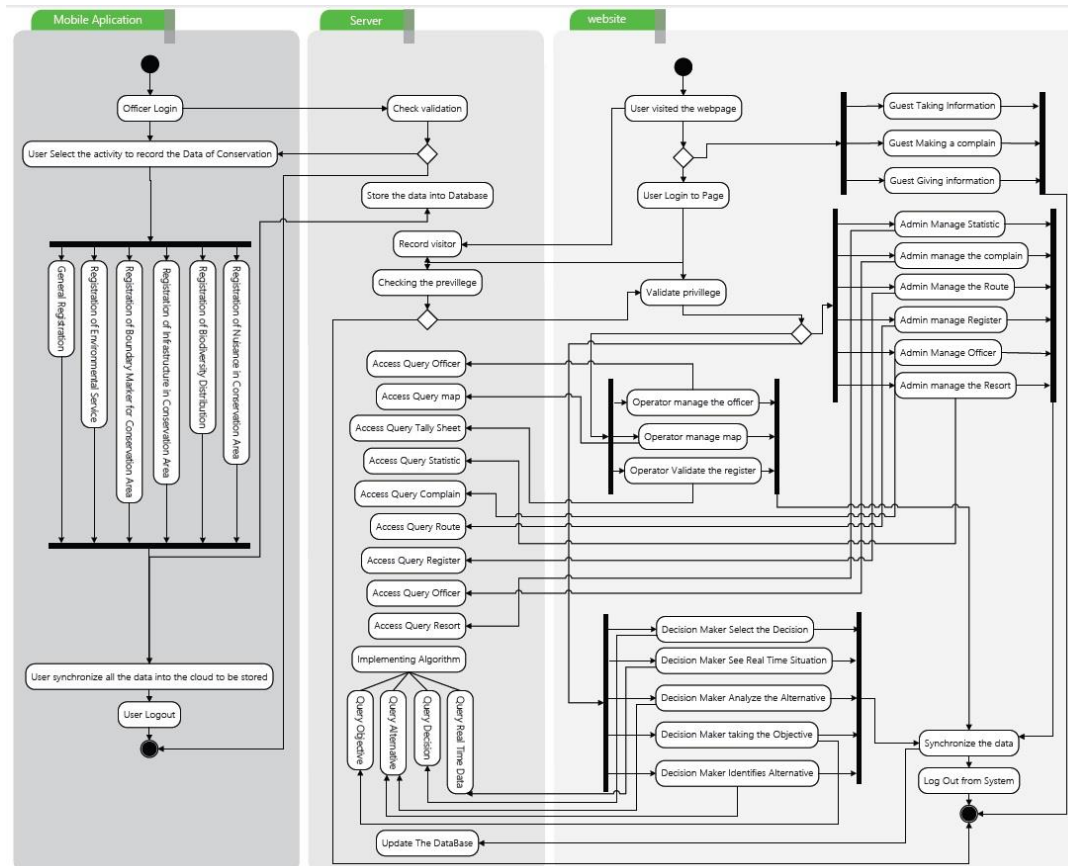 Mobile Aplication
Server
website
Officer Login
Check validation
User visited the webpage
Guest Taking Information
User Select the activity to record the Data of Conservation
Guest Making a complain
Guest Giving information
Store the data into Database
User Login to Page
Record visitor
Admin Manage Statistic
Admin manage the complain
Checking the previllege
Validate privillege
Admin manage the Route
Admin manage Register
Admin Manage Officer
Admin manage the Resort
General Registration
Registration of Environmental Service
Registration of Boundary Marker for Conservation Area
Registration of Infrastructure in Conservation Area
Registration of Biodiversity Distribution
Registration of Nuisance in Conservation Area
Access Query Officer
Access Query map
Access Query Tally Sheet
Access Query Statistic
Access Query Complain
Access Query Route
Access Query Register
Access Query Officer
Access Query Resort
Operator manage the officer
Operator manage map
Operator Validate the register
Implementing Algorithm
Query Objective
Query Alternative
Query Decision
Query Real Time Data
Decision Maker Select the Decision
Decision Maker See Real Time Situation
Decision Maker Analyze the Alternative
Decision Maker taking the Objective
Decision Maker Identifies Alternative
User synchronize all the data into the cloud to be stored
User Logout
Synchronize the data
Log Out from System
Update The DataBase